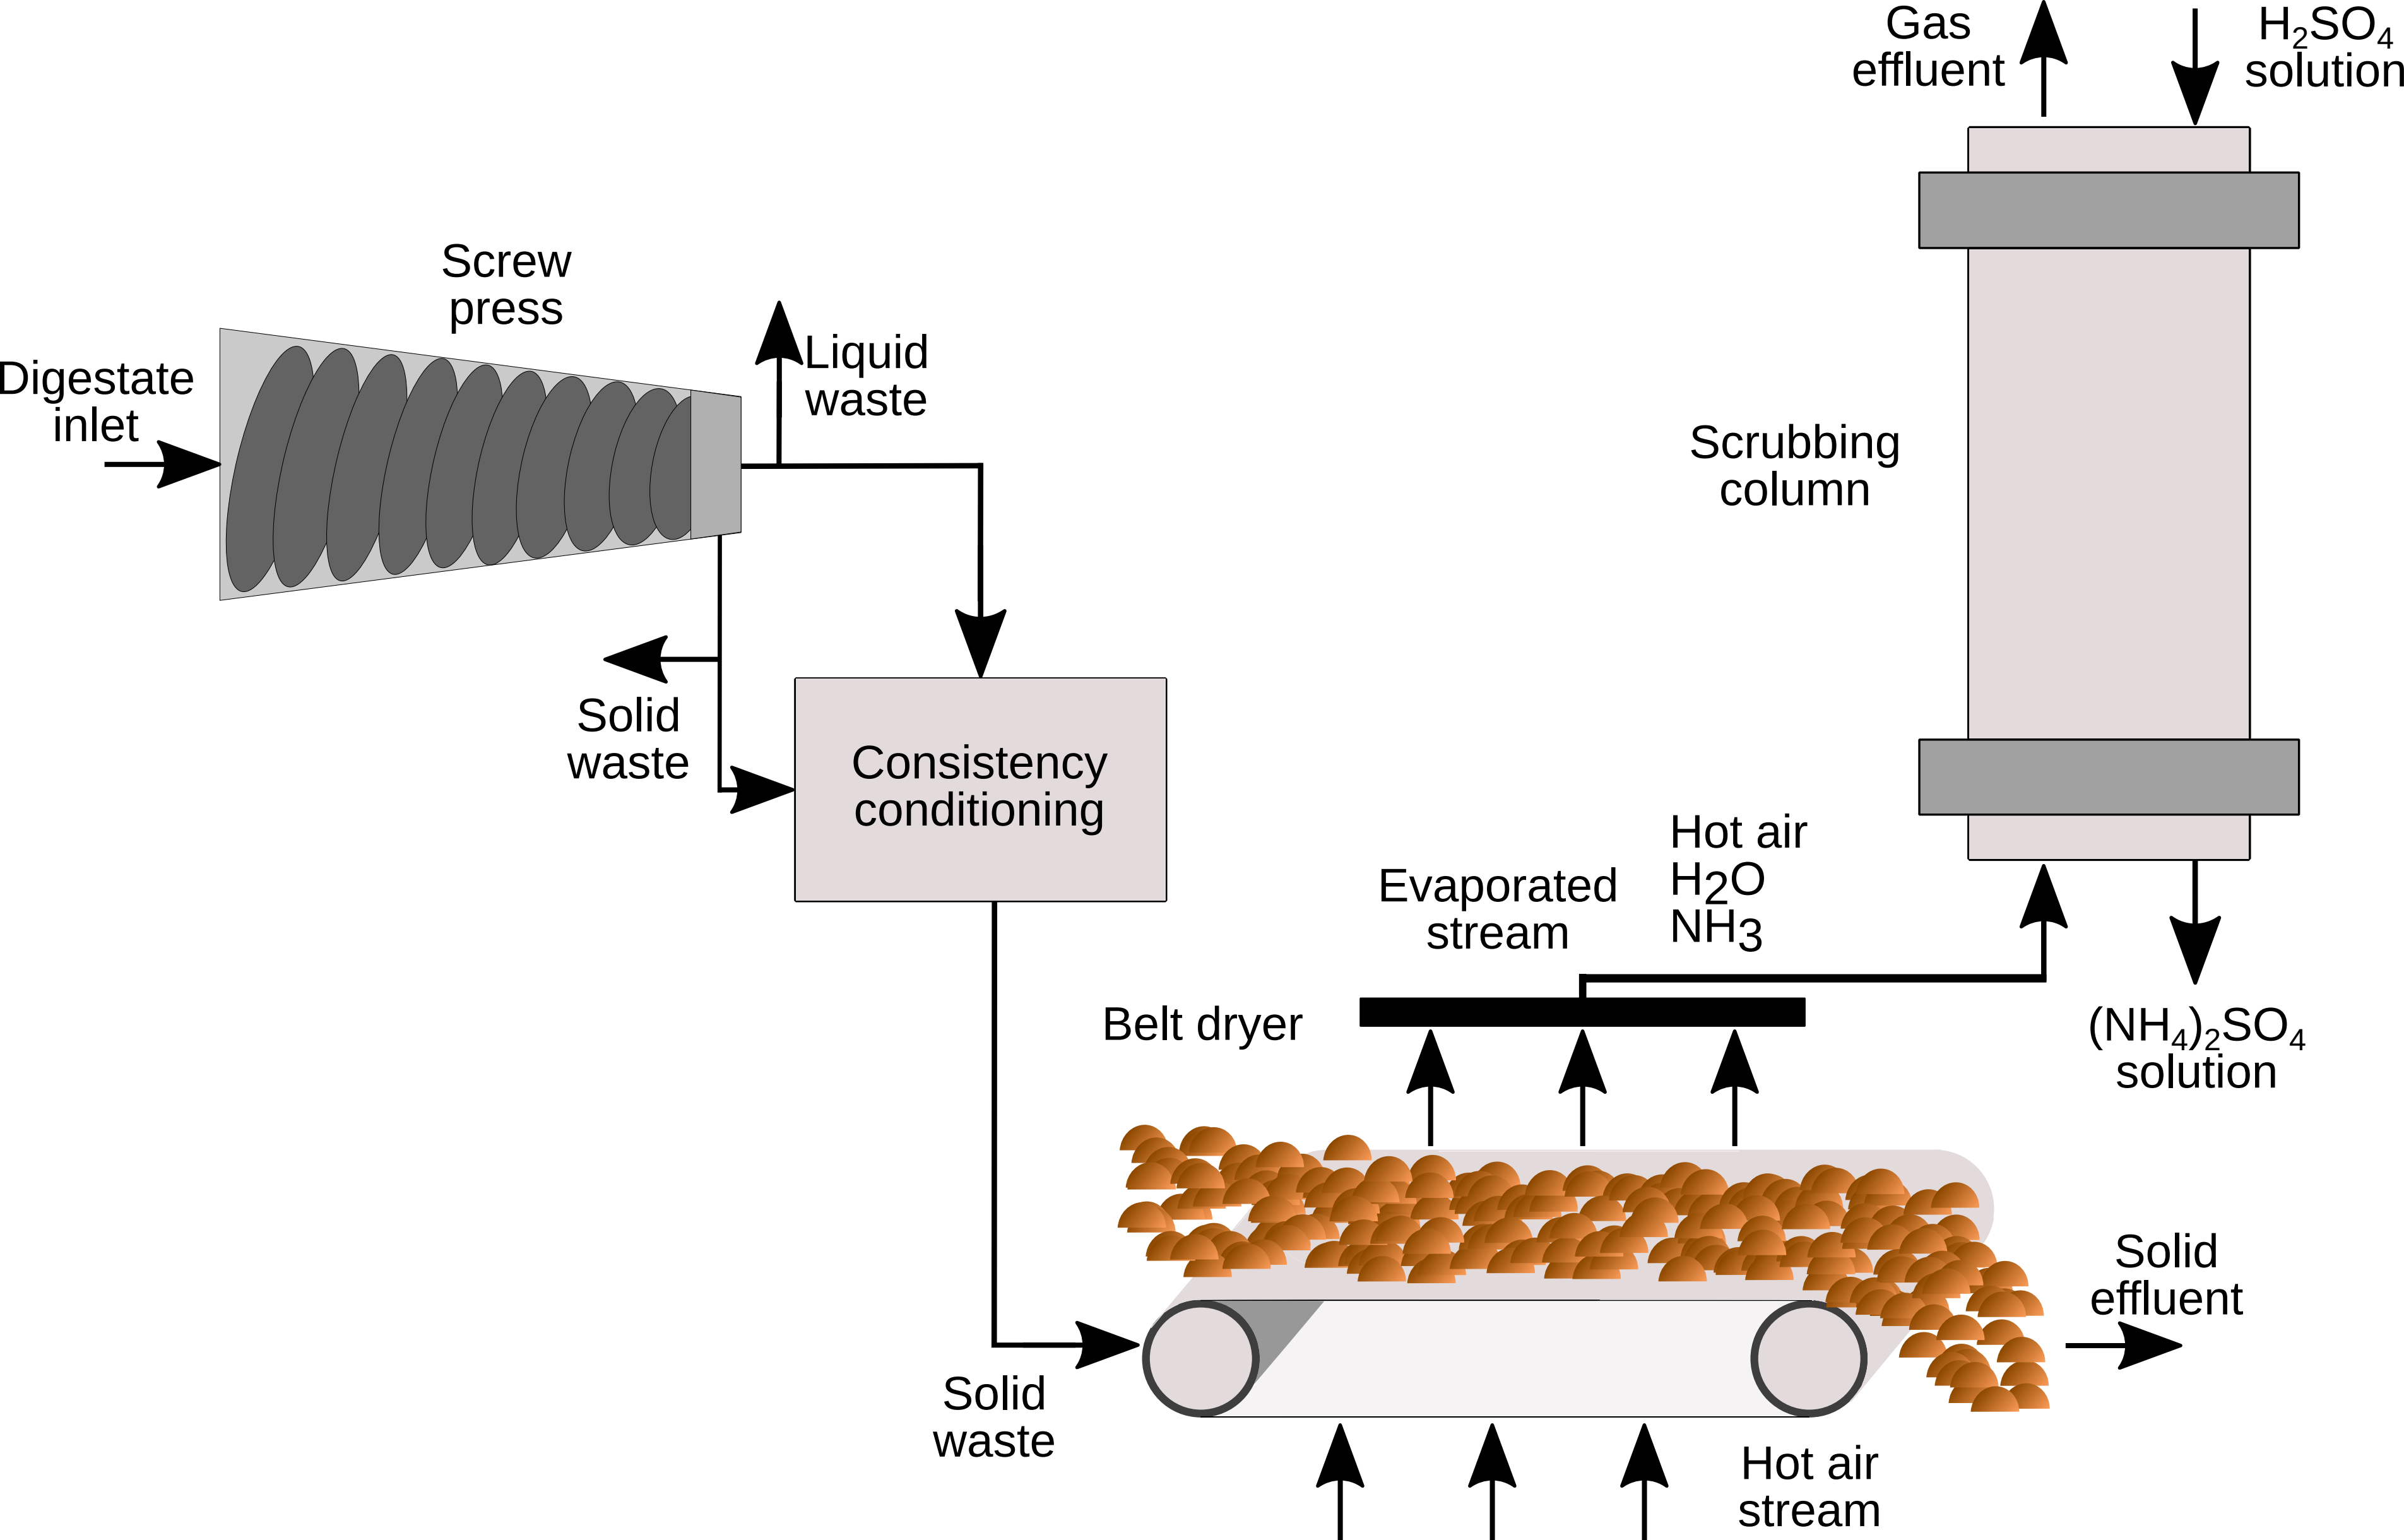 Gas
effluent
H₂SO₄
solution
Screw
press
Digestate
inlet
Liquid
waste
Scrubbing
column
Solid
waste
Consistency
conditioning
Evaporated
stream
Hot air
H2O
NH3
Belt dryer
(NH₄)₂SO₄
solution
Solid
effluent
Solid
waste
Hot air
stream